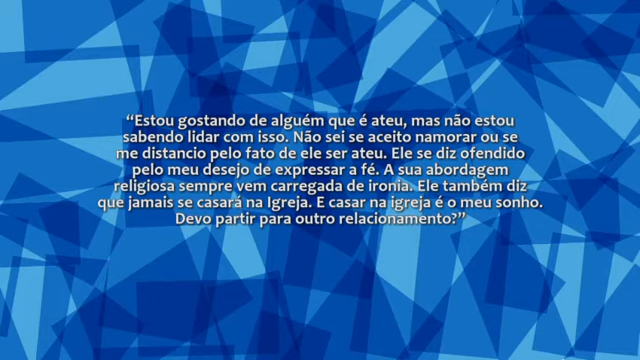 “Estou gostando de alguém que é ateu, mas não estou
sabendo lidar com isso. Não sei se aceito namorar ou se
me distancio pelo fato de ele ser ateu. Ele se diz ofendido
pelo meu desejo de expressar a fé. A sua abordagem
religiosa sempre vem carregada de ironia. Ele também diz
que jamais se casará na Igreja. E casar na igreja é o meu sonho.
Devo partir para outro relacionamento?”